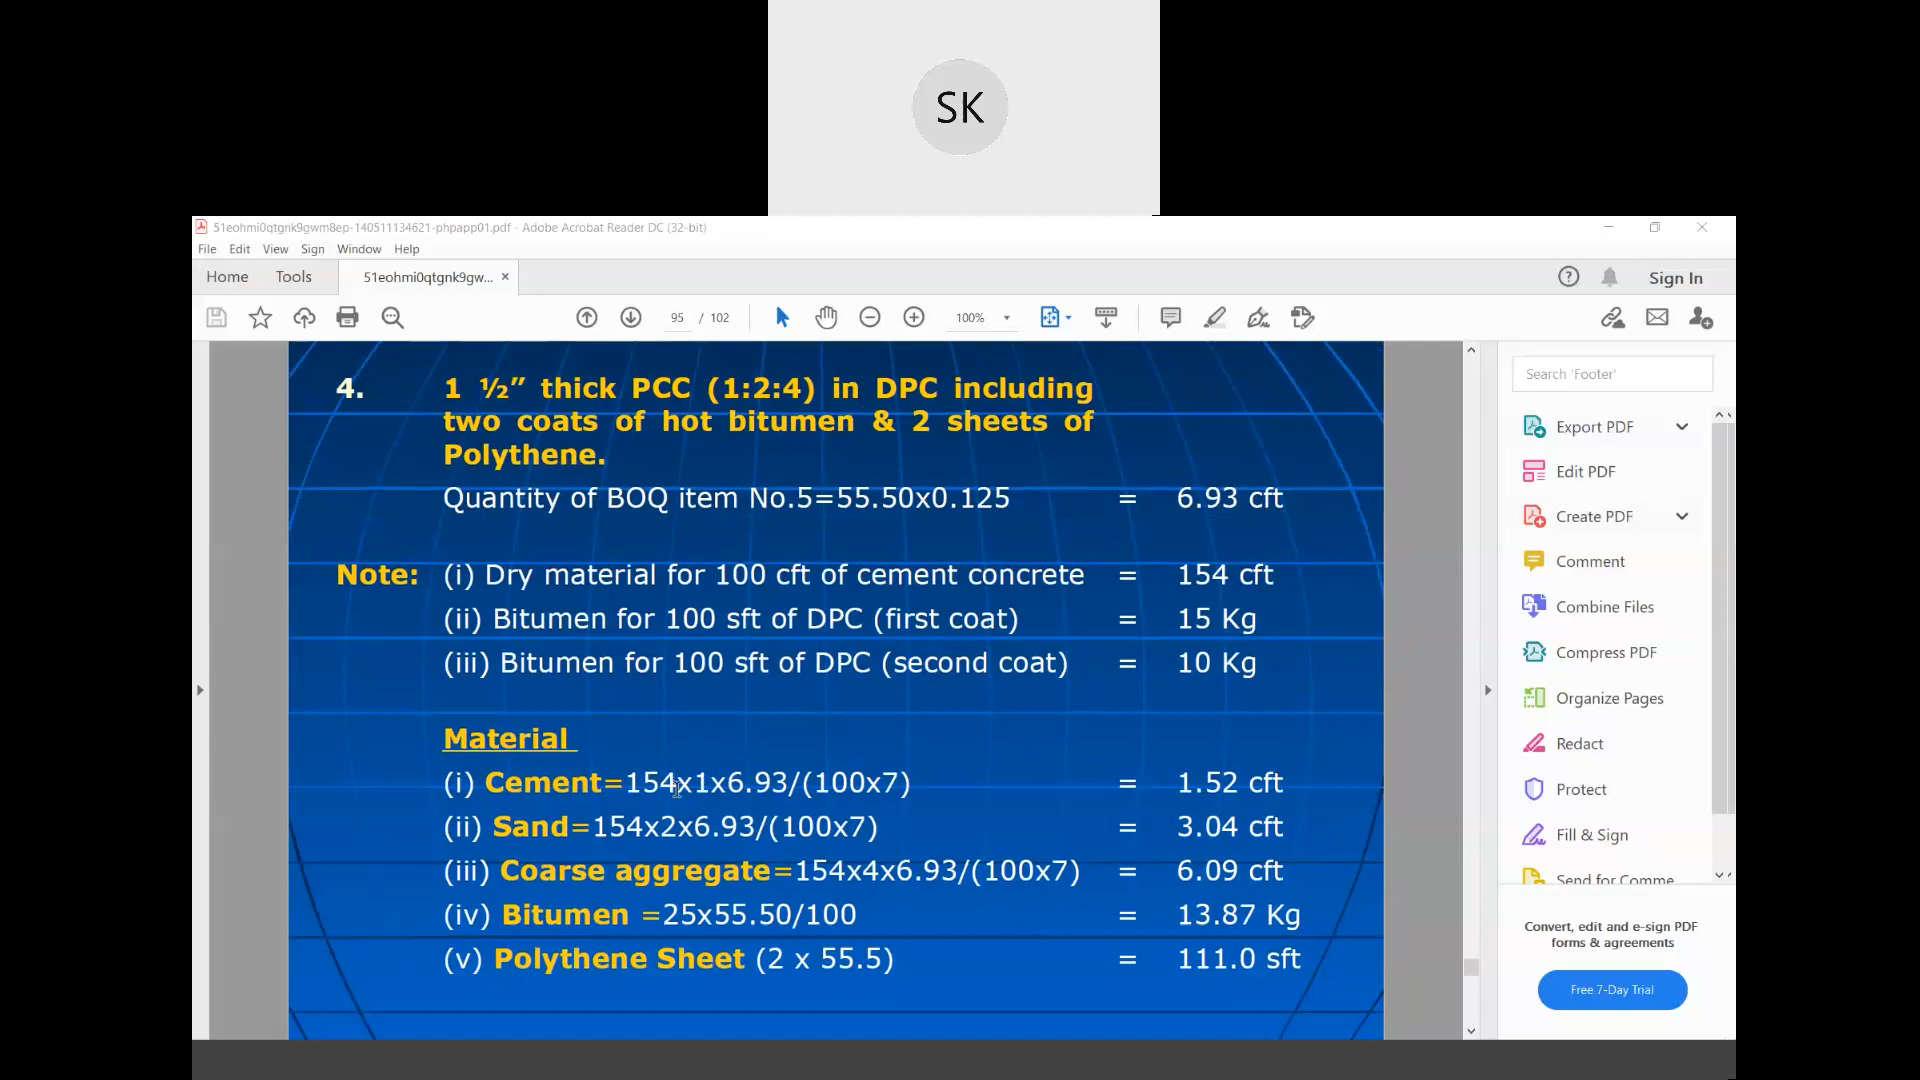 SK
51eohmi0qtgnk9gwm8ep-140511134621-phpapp01.pdf - Adobe Acrobat Reader DC (32-bit)
File Edit View Sign Window Help
Home Tools 51eohmi0qtgnk9gw... × Sign In
95 / 102 100%
4. 1 ½” thick PCC (1:2:4) in DPC including
two coats of hot bitumen & 2 sheets of
Polythene.
Quantity of BOQ item No.5=55.50x0.125 = 6.93 cft
Note: (i) Dry material for 100 cft of cement concrete = 154 cft
(ii) Bitumen for 100 sft of DPC (first coat) = 15 Kg
(iii) Bitumen for 100 sft of DPC (second coat) = 10 Kg
Material
(i) Cement=154x1x6.93/(100x7) = 1.52 cft
(ii) Sand=154x2x6.93/(100x7) = 3.04 cft
(iii) Coarse aggregate=154x4x6.93/(100x7) = 6.09 cft
(iv) Bitumen =25x55.50/100 = 13.87 Kg
(v) Polythene Sheet (2 x 55.5) = 111.0 sft
Search 'Footer'
Export PDF
Edit PDF
Create PDF
Comment
Combine Files
Compress PDF
Organize Pages
Redact
Protect
Fill & Sign
Send for Comme
Convert, edit and e-sign PDF
forms & agreements
Free 7-Day Trial